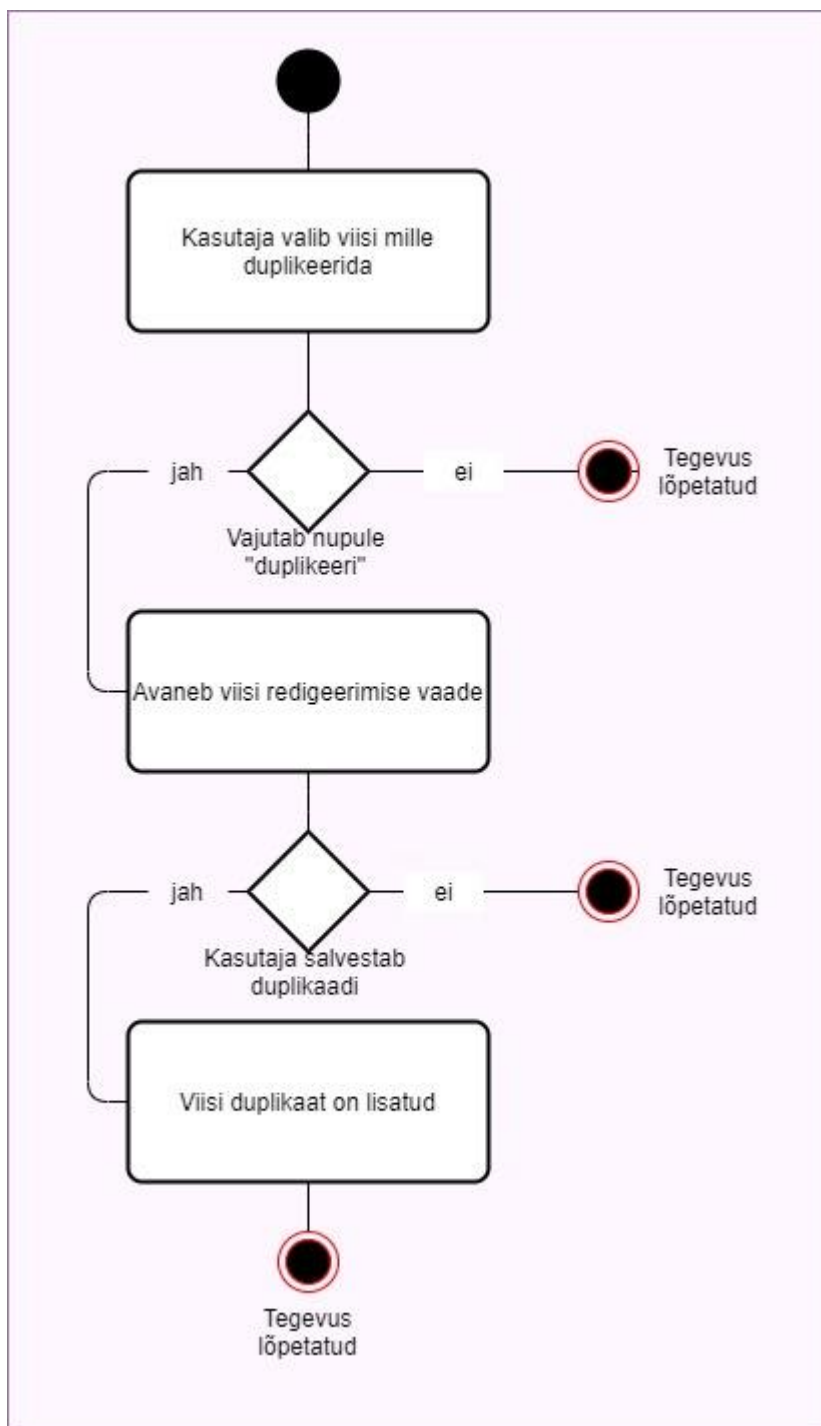 Kasutaja valib viisi mille
duplikeerida
jah
ei
Tegevus
lõpetatud
Vajutab nupule
"duplikeeri"
Avaneb viisi redigeerimise vaade
jah
ei
Tegevus
lõpetatud
Kasutaja salvestab
duplikaadi
Viisi duplikaat on lisatud
Tegevus
lõpetatud